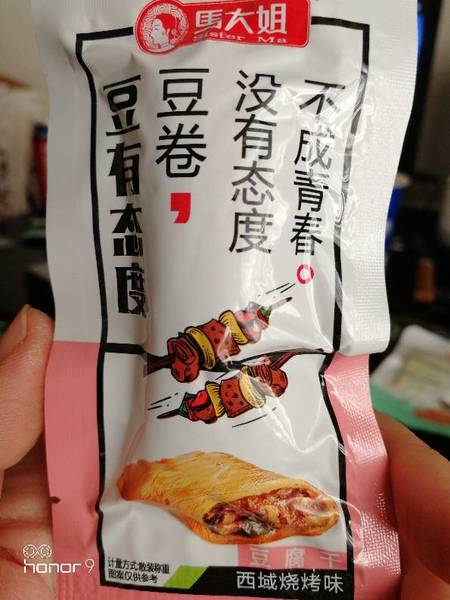 馬大姐
Sister Ma
豆有态度
豆卷，
没有态度
不成青春。
豆腐干
西域烧烤味
计量方式:散装称重
图案仅供参考
honor 9